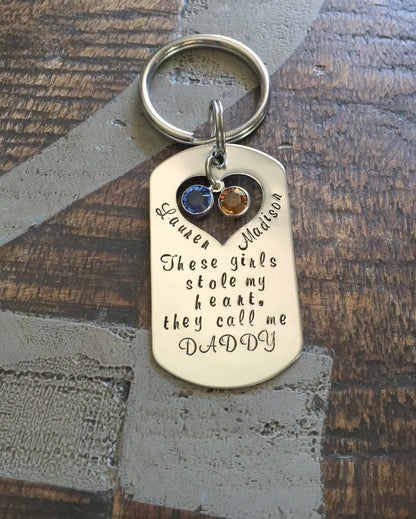 Lauren Madison
These girls
stole my
heart,
they call me
DADDY